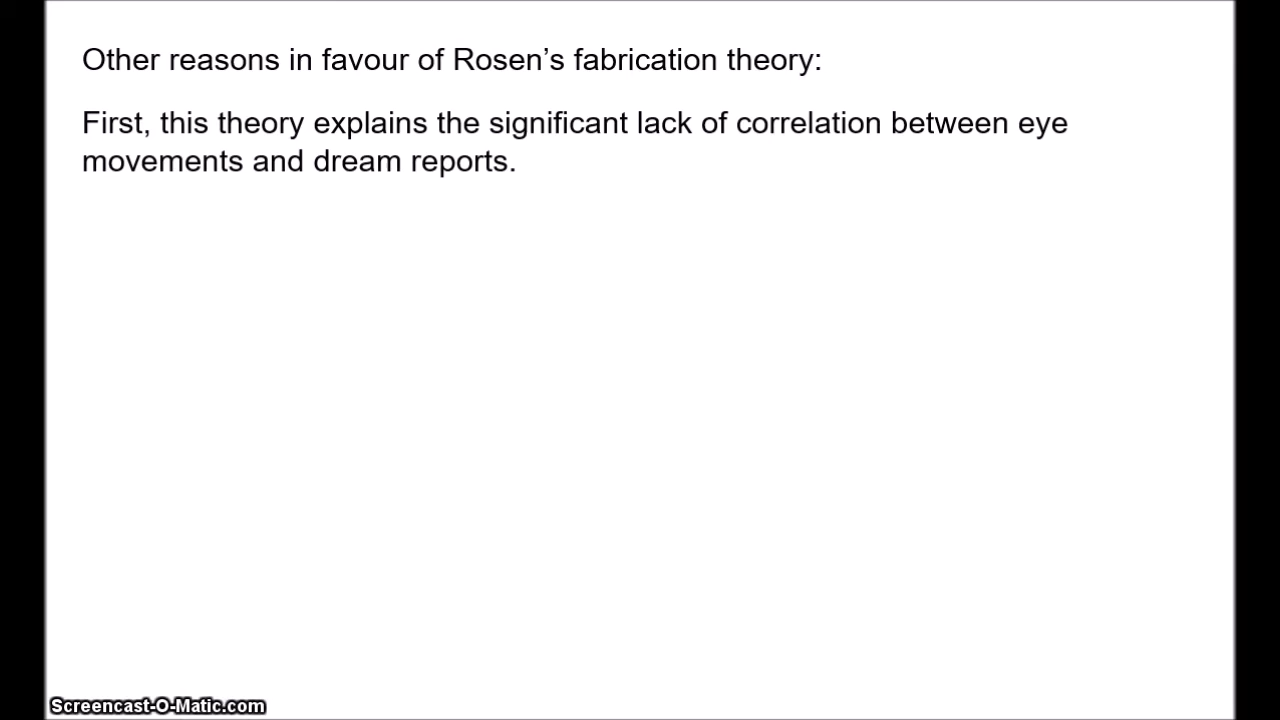 Other reasons in favour of Rosen’s fabrication theory:
First, this theory explains the significant lack of correlation between eye
movements and dream reports.
Screencast-O-Matic.com